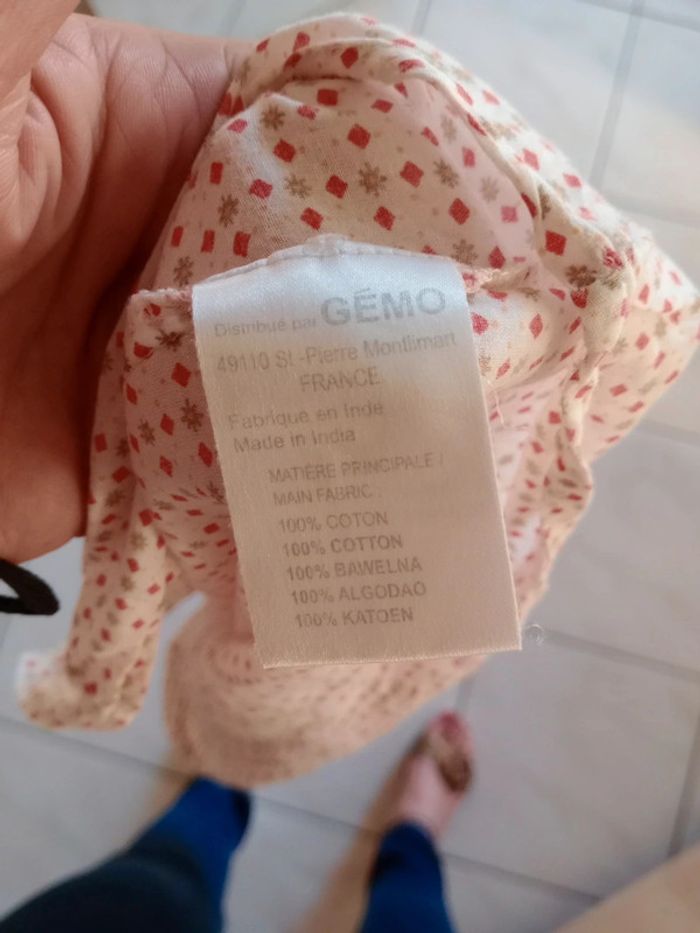 Distribué par GÉMO
49110 St.-Pierre Montlimart
FRANCE
Fabriqué en Inde
Made in India
MATIÈRE PRINCIPALE /
MAIN FABRIC :
100% COTON
100% COTTON
100% BAWELNA
100% ALGODAO
100% KATOEN